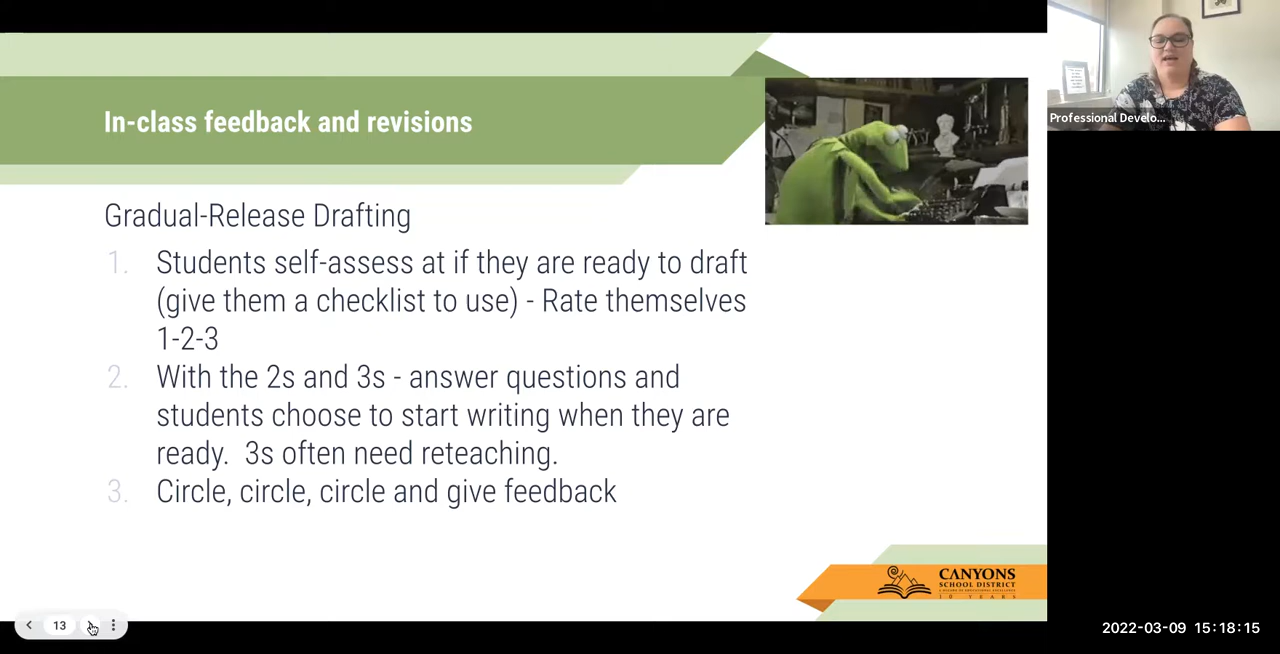 In-class feedback and revisions
Gradual-Release Drafting
1. Students self-assess at if they are ready to draft
(give them a checklist to use) - Rate themselves
1-2-3
2. With the 2s and 3s - answer questions and
students choose to start writing when they are
ready.  3s often need reteaching.
3. Circle, circle, circle and give feedback
CANYONS
SCHOOL DISTRICT
10 YEARS
13
Professional Develo...
2022-03-09 15:18:15